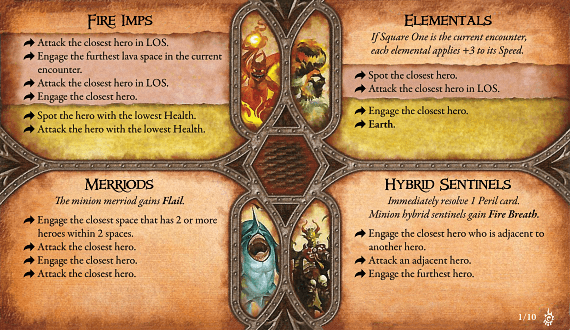 FIRE IMPS
Attack the closest hero in LOS.
Engage the furthest lava space in the current
encounter.
Attack the closest hero in LOS.
Engage the closest hero.
Spot the hero with the lowest Health.
Attack the hero with the lowest Health.
ELEMENTALS
If Square One is the current encounter,
each elemental applies +3 to its Speed.
Spot the closest hero.
Attack the closest hero in LOS.
Engage the closest hero.
Earth.
MERRIODS
The minion merriod gains Flail.
Engage the closest space that has 2 or more
heroes within 2 spaces.
Attack the closest hero.
Engage the closest hero.
Attack the closest hero.
HYBRID SENTINELS
Immediately resolve 1 Peril card.
Minion hybrid sentinels gain Fire Breath.
Engage the closest hero who is adjacent to
another hero.
Attack an adjacent hero.
Engage the furthest hero.
1/10